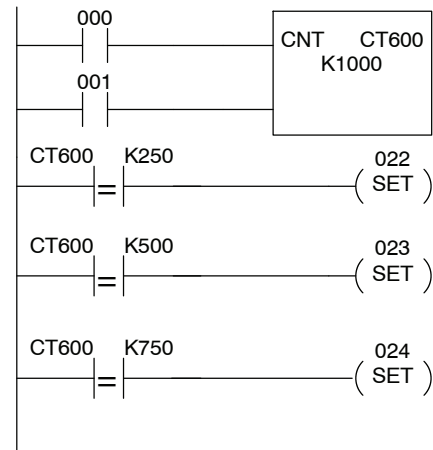 000
CNT CT600
K1000
001
CT600 K250
=
022
SET
CT600 K500
=
023
SET
CT600 K750
=
024
SET